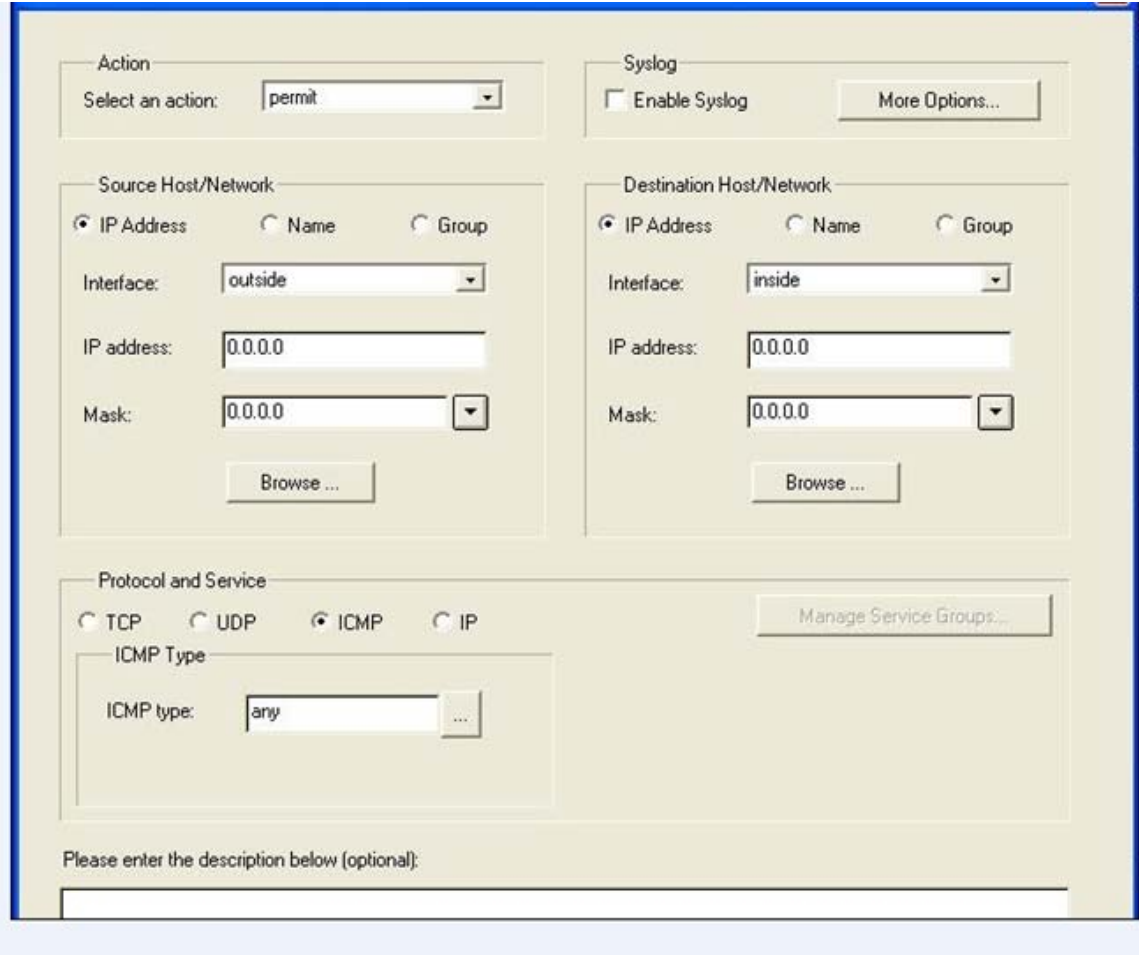 Action
Select an action: permit
Syslog
Enable Syslog More Options...
Source Host/Network
IP Address Name Group
Interface: outside
IP address: 0.0.0.0
Mask: 0.0.0.0
Browse ...
Destination Host/Network
IP Address Name Group
Interface: inside
IP address: 0.0.0.0
Mask: 0.0.0.0
Browse ...
Protocol and Service
TCP UDP ICMP IP Manage Service Groups...
ICMP Type
ICMP type: any ...
Please enter the description below (optional):